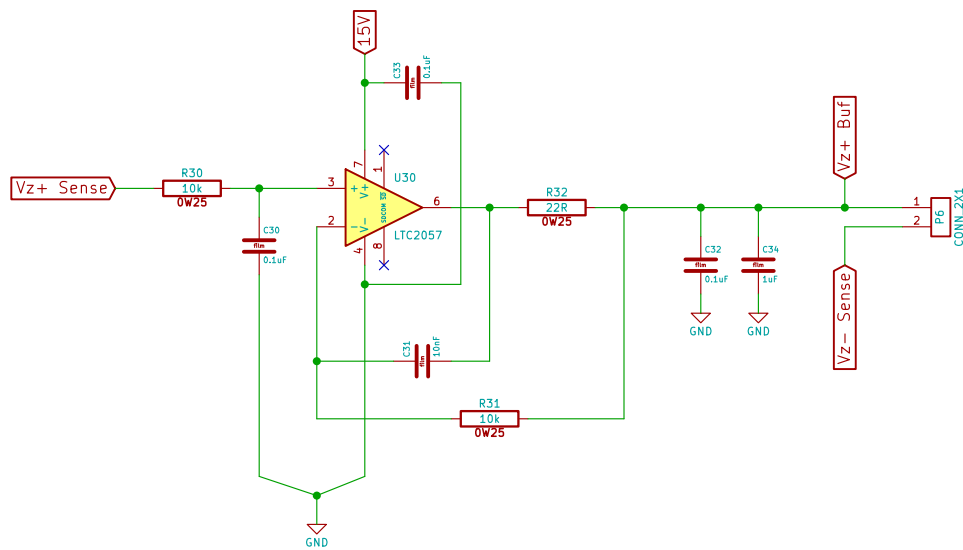 15V
C33
0.1uF
film
7
1
Vz+ Sense
R30
10k
0W25
3
+
V+
SDCOM
SD
U30
LTC2057
6
2
V-
4
8
R32
22R
0W25
Vz+ Buf
1
2
P6
CONN_2X1
C30
film
0.1uF
C32
film
0.1uF
C34
film
1uF
GND
GND
Vz- Sense
C31
film
10nF
R31
10k
0W25
GND